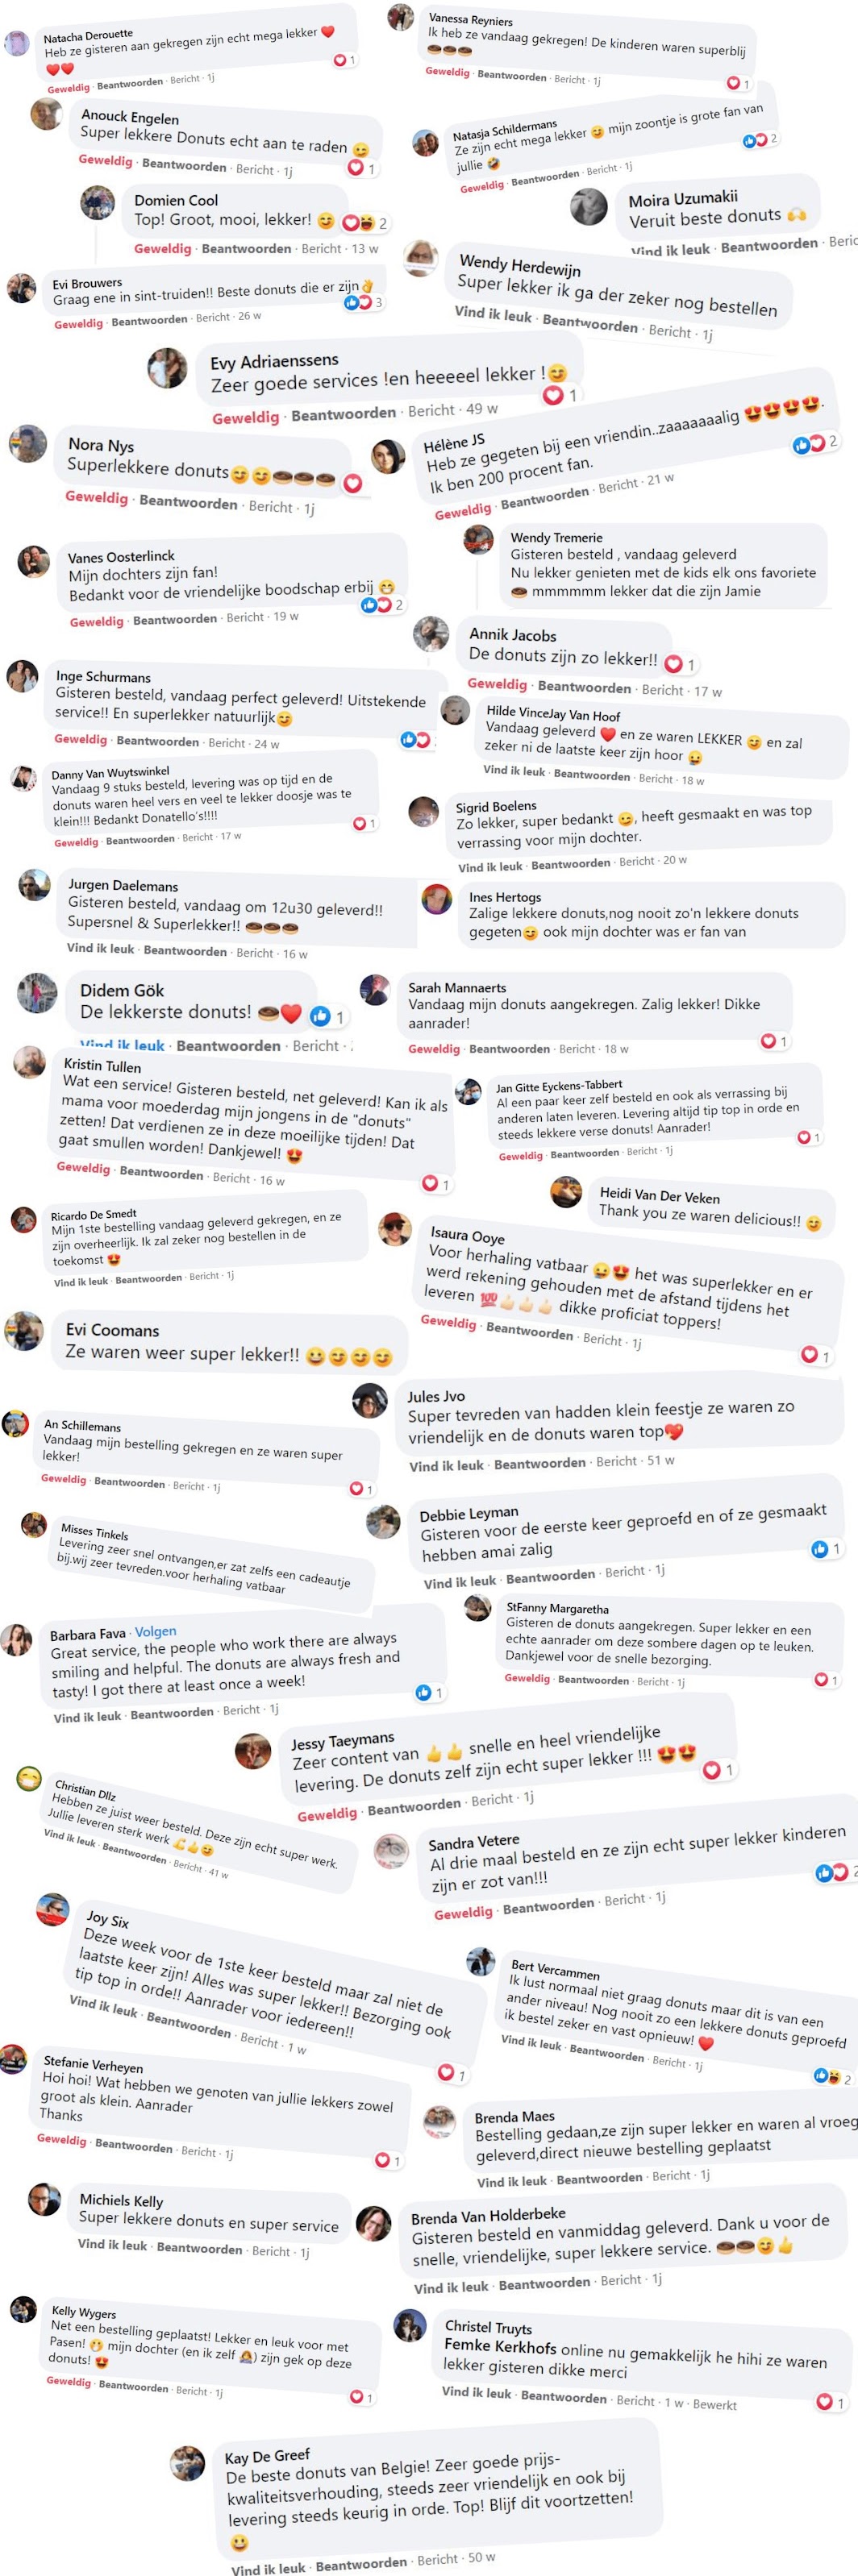 Natacha Derouette
Heb ze gisteren aan gekregen zijn echt mega lekker ❤️
❤️❤️
1
Geweldig · Beantwoorden · Bericht · 1j
Vanessa Reyniers
Ik heb ze vandaag gekregen! De kinderen waren superblij
🍩🍩🍩
Geweldig · Beantwoorden · Bericht · 1j
1
Anouck Engelen
Super lekkere Donuts echt aan te raden 😋
Geweldig · Beantwoorden · Bericht · 1j
1
Natasja Schildermans
Ze zijn echt mega lekker 😋 mijn zoontje is grote fan van
jullie 🤣
2
Geweldig · Beantwoorden · Bericht · 1j
Domien Cool
Top! Groot, mooi, lekker! 😊
2
Geweldig · Beantwoorden · Bericht · 13 w
Moira Uzumakii
Veruit beste donuts 🙌
Vind ik leuk · Beantwoorden · Beric
Evi Brouwers
Graag ene in sint-truiden!! Beste donuts die er zijn👌
3
Geweldig · Beantwoorden · Bericht · 26 w
Wendy Herdewijn
Super lekker ik ga der zeker nog bestellen
Vind ik leuk · Beantwoorden · Bericht · 1j
Evy Adriaenssens
Zeer goede services !en heeeeel lekker !😋
1
Geweldig · Beantwoorden · Bericht · 49 w
Nora Nys
Superlekkere donuts😋😋🍩🍩🍩
Geweldig · Beantwoorden · Bericht · 1j
Hélène JS
Heb ze gegeten bij een vriendin..zaaaaaaalig 😍😍😍😍.
Ik ben 200 procent fan.
2
Geweldig · Beantwoorden · Bericht · 21 w
Vanes Oosterlinck
Mijn dochters zijn fan!
Bedankt voor de vriendelijke boodschap erbij 😁
2
Geweldig · Beantwoorden · Bericht · 19 w
Wendy Tremerie
Gisteren besteld , vandaag geleverd
Nu lekker genieten met de kids elk ons favoriete
🍩 mmmmmm lekker dat die zijn Jamie
Annik Jacobs
De donuts zijn zo lekker!!
1
Geweldig · Beantwoorden · Bericht · 17 w
Inge Schurmans
Gisteren besteld, vandaag perfect geleverd! Uitstekende
service!! En superlekker natuurlijk😋
Geweldig · Beantwoorden · Bericht · 24 w
Hilde VinceJay Van Hoof
Vandaag geleverd ❤️ en ze waren LEKKER 😋 en zal
zeker ni de laatste keer zijn hoor 😜
Vind ik leuk · Beantwoorden · Bericht · 18 w
Danny Van Wuytswinkel
Vandaag 9 stuks besteld, levering was op tijd en de
donuts waren heel vers en veel te lekker doosje was te
klein!!! Bedankt Donatello's!!!!
1
Geweldig · Beantwoorden · Bericht · 17 w
Sigrid Boelens
Zo lekker, super bedankt 😋, heeft gesmaakt en was top
verrassing voor mijn dochter.
Vind ik leuk · Beantwoorden · Bericht · 20 w
Jurgen Daelemans
Gisteren besteld, vandaag om 12u30 geleverd!!
Supersnel & Superlekker!! 🍩🍩🍩
Vind ik leuk · Beantwoorden · Bericht · 16 w
Ines Hertogs
Zalige lekkere donuts,nog nooit zo'n lekkere donuts
gegeten😋 ook mijn dochter was er fan van
Didem Gök
De lekkerste donuts! 🍩❤️
1
Vind ik leuk · Beantwoorden · Bericht ·
Sarah Mannaerts
Vandaag mijn donuts aangekregen. Zalig lekker! Dikke
aanrader!
1
Geweldig · Beantwoorden · Bericht · 18 w
Kristin Tullen
Wat een service! Gisteren besteld, net geleverd! Kan ik als
mama voor moederdag mijn jongens in de "donuts"
zetten! Dat verdienen ze in deze moeilijke tijden! Dat
gaat smullen worden! Dankjewel! 😍
Geweldig · Beantwoorden · Bericht · 16 w
1
Jan Gitte Eyckens-Tabbert
Al een paar keer zelf besteld en ook als verrassing bij
anderen laten leveren. Levering altijd tip top in orde en
steeds lekkere verse donuts! Aanrader!
1
Geweldig · Beantwoorden · Bericht · 1j
Heidi Van Der Veken
Thank you ze waren delicious!! 😋
Ricardo De Smedt
Mijn 1ste bestelling vandaag geleverd gekregen, en ze
zijn overheerlijk. Ik zal zeker nog bestellen in de
toekomst 😍
Vind ik leuk · Beantwoorden · Bericht · 1j
Isaura Ooye
Voor herhaling vatbaar 😜😍 het was superlekker en er
werd rekening gehouden met de afstand tijdens het
leveren 💯👍🏻👍🏻👍🏻 dikke proficiat toppers!
Geweldig · Beantwoorden · Bericht · 1j
1
Evi Coomans
Ze waren weer super lekker!! 😀😋😋😋
Jules Jvo
Super tevreden van hadden klein feestje ze waren zo
vriendelijk en de donuts waren top💖
Vind ik leuk · Beantwoorden · Bericht · 51 w
An Schillemans
Vandaag mijn bestelling gekregen en ze waren super
lekker!
Geweldig · Beantwoorden · Bericht · 1j
1
Debbie Leyman
Gisteren voor de eerste keer geproefd en of ze gesmaakt
hebben amai zalig
1
Vind ik leuk · Beantwoorden · Bericht · 1j
Misses Tinkels
Levering zeer snel ontvangen,er zat zelfs een cadeautje
bij.wij zeer tevreden.voor herhaling vatbaar
StFanny Margaretha
Gisteren de donuts aangekregen. Super lekker en een
echte aanrader om deze sombere dagen op te leuken.
Dankjewel voor de snelle bezorging.
Geweldig · Beantwoorden · Bericht · 1j
1
Barbara Fava · Volgen
Great service, the people who work there are always
smiling and helpful. The donuts are always fresh and
tasty! I got there at least once a week!
1
Vind ik leuk · Beantwoorden · Bericht · 1j
Jessy Taeymans
Zeer content van 👍👍 snelle en heel vriendelijke
levering. De donuts zelf zijn echt super lekker !!! 😍😍
1
Geweldig · Beantwoorden · Bericht · 1j
Christian Dllz
Hebben ze juist weer besteld. Deze zijn echt super werk.
Jullie leveren sterk werk 💪👍😋
Vind ik leuk · Beantwoorden · Bericht · 41 w
Sandra Vetere
Al drie maal besteld en ze zijn echt super lekker kinderen
zijn er zot van!!!
2
Geweldig · Beantwoorden · Bericht · 1j
Joy Six
Deze week voor de 1ste keer besteld maar zal niet de
laatste keer zijn! Alles was super lekker!! Bezorging ook
tip top in orde!! Aanrader voor iedereen!!
Vind ik leuk · Beantwoorden · Bericht · 1 w
1
Bert Vercammen
Ik lust normaal niet graag donuts maar dit is van een
ander niveau! Nog nooit zo een lekkere donuts geproefd
ik bestel zeker en vast opnieuw! ❤️
Vind ik leuk · Beantwoorden · Bericht · 1j
2
Stefanie Verheyen
Hoi hoi! Wat hebben we genoten van jullie lekkers zowel
groot als klein. Aanrader
Thanks
Geweldig · Beantwoorden · Bericht · 1j
1
Brenda Maes
Bestelling gedaan,ze zijn super lekker en waren al vroeg
geleverd,direct nieuwe bestelling geplaatst
Vind ik leuk · Beantwoorden · Bericht · 1j
Michiels Kelly
Super lekkere donuts en super service
Vind ik leuk · Beantwoorden · Bericht · 1j
Brenda Van Holderbeke
Gisteren besteld en vanmiddag geleverd. Dank u voor de
snelle, vriendelijke, super lekkere service. 🍩🍩😋👍
Vind ik leuk · Beantwoorden · Bericht · 1j
Kelly Wygers
Net een bestelling geplaatst! Lekker en leuk voor met
Pasen! 🤭 mijn dochter (en ik zelf 🙈) zijn gek op deze
donuts! 😍
Geweldig · Beantwoorden · Bericht · 1j
1
Christel Truyts
Femke Kerkhofs online nu gemakkelijk he hihi ze waren
lekker gisteren dikke merci
Vind ik leuk · Beantwoorden · Bericht · 1 w · Bewerkt
1
Kay De Greef
De beste donuts van Belgie! Zeer goede prijs-
kwaliteitsverhouding, steeds zeer vriendelijk en ook bij
levering steeds keurig in orde. Top! Blijf dit voortzetten!
😀
Vind ik leuk · Beantwoorden · Bericht · 50 w